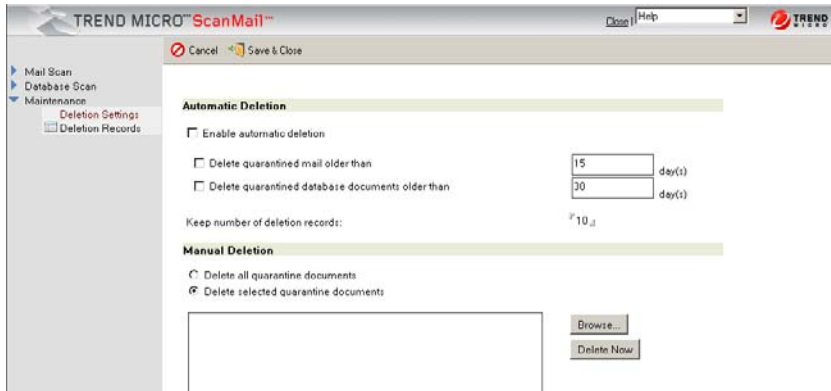 TREND MICRO™ ScanMail™
Close | Help
TREND MICRO
Cancel Save & Close
Mail Scan
Database Scan
Maintenance
Deletion Settings
Deletion Records
Automatic Deletion
Enable automatic deletion
Delete quarantined mail older than 15 day(s)
Delete quarantined database documents older than 30 day(s)
Keep number of deletion records: 10
Manual Deletion
Delete all quarantine documents
Delete selected quarantine documents
Browse...
Delete Now